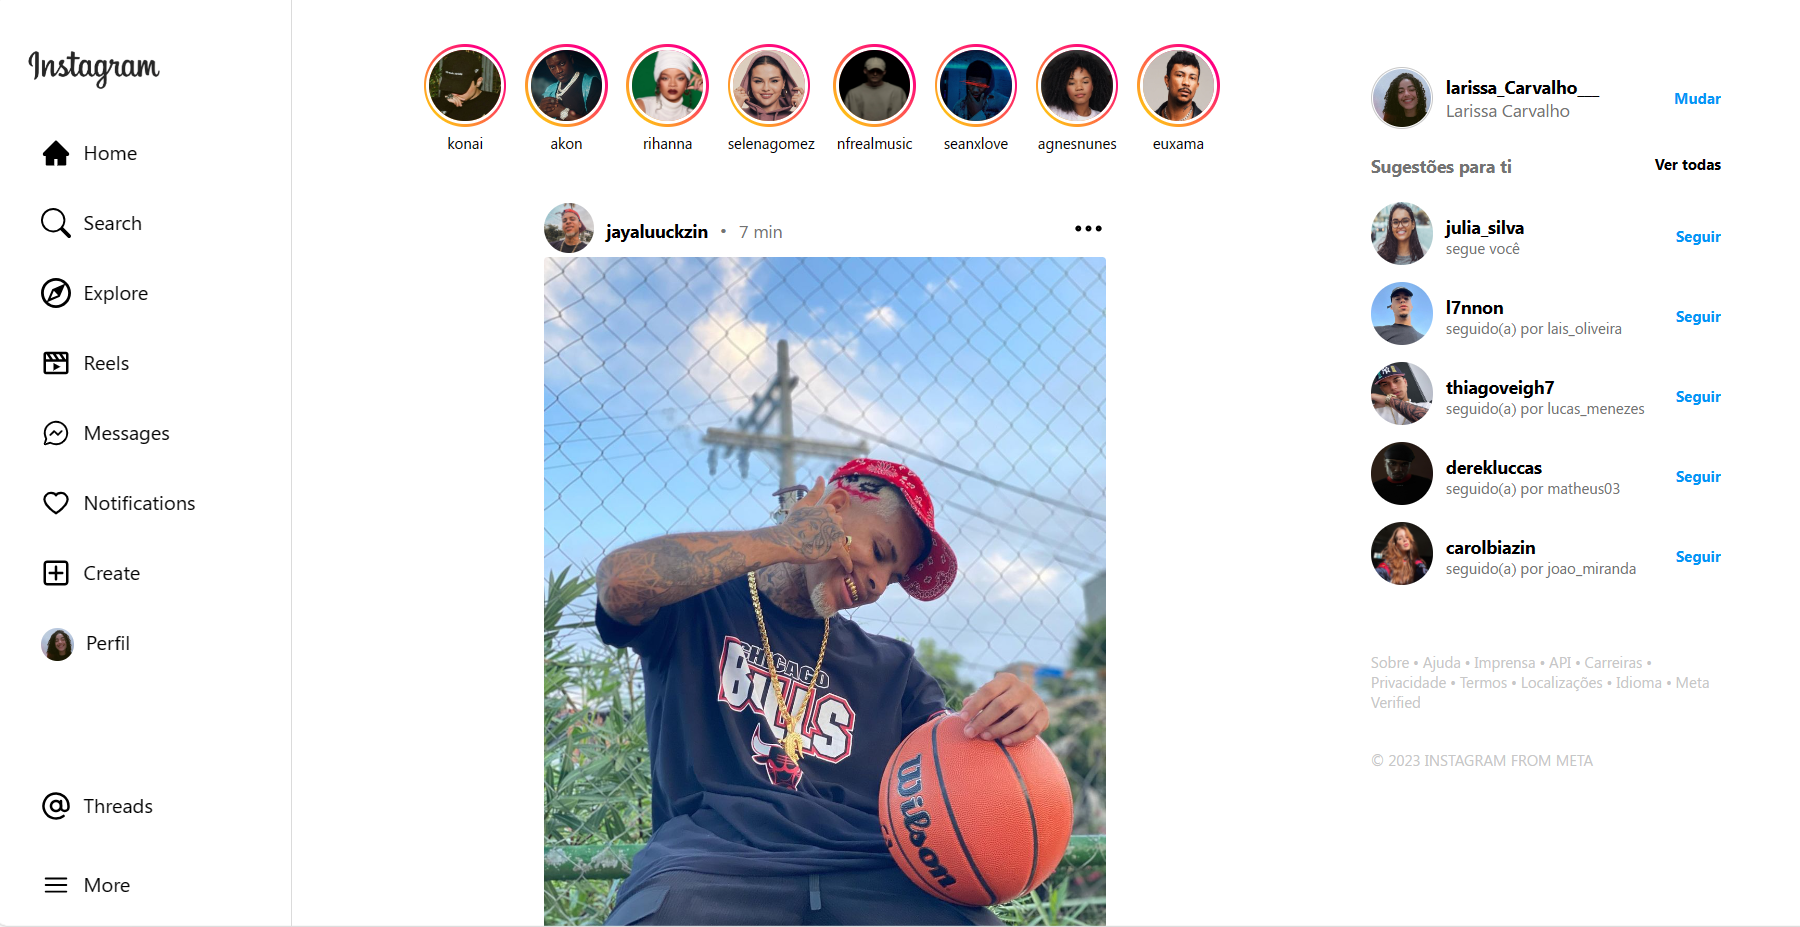 Instagram
Home
Search
Explore
Reels
Messages
Notifications
Create
Perfil
Threads
More
konai
akon
rihanna
selenagomez
nfrealmusic
seanxlove
agnesnunes
euxama
jayaluuckzin • 7 min
CHICAGO
BULLS
Wilson
larissa_Carvalho__
Larissa Carvalho
Mudar
Sugestões para ti
Ver todas
julia_silva
segue você
Seguir
l7nnon
seguido(a) por lais_oliveira
Seguir
thiagoveigh7
seguido(a) por lucas_menezes
Seguir
derekluccas
seguido(a) por matheus03
Seguir
carolbiazin
seguido(a) por joao_miranda
Seguir
Sobre • Ajuda • Imprensa • API • Carreiras •
Privacidade • Termos • Localizações • Idioma • Meta
Verified
© 2023 INSTAGRAM FROM META